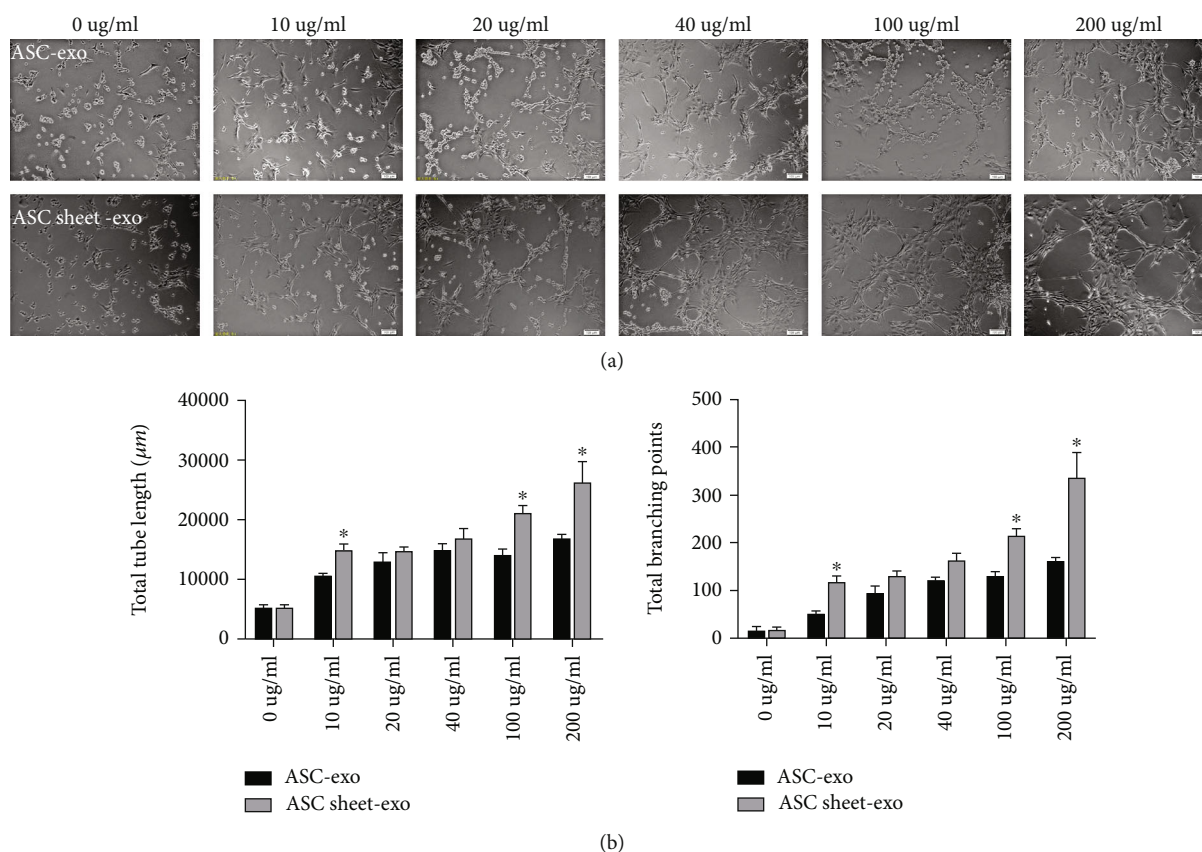 0 ug/ml 10 ug/ml 20 ug/ml 40 ug/ml 100 ug/ml 200 ug/ml
ASC-exo
ASC sheet -exo
(a)
40000
30000
20000
10000
0
Total tube length (μm)
*
*
*
0 ug/ml
10 ug/ml
20 ug/ml
40 ug/ml
100 ug/ml
200 ug/ml
ASC-exo
ASC sheet-exo
500
400
300
200
100
0
Total branching points
*
*
*
0 ug/ml
10 ug/ml
20 ug/ml
40 ug/ml
100 ug/ml
200 ug/ml
ASC-exo
ASC sheet-exo
(b)